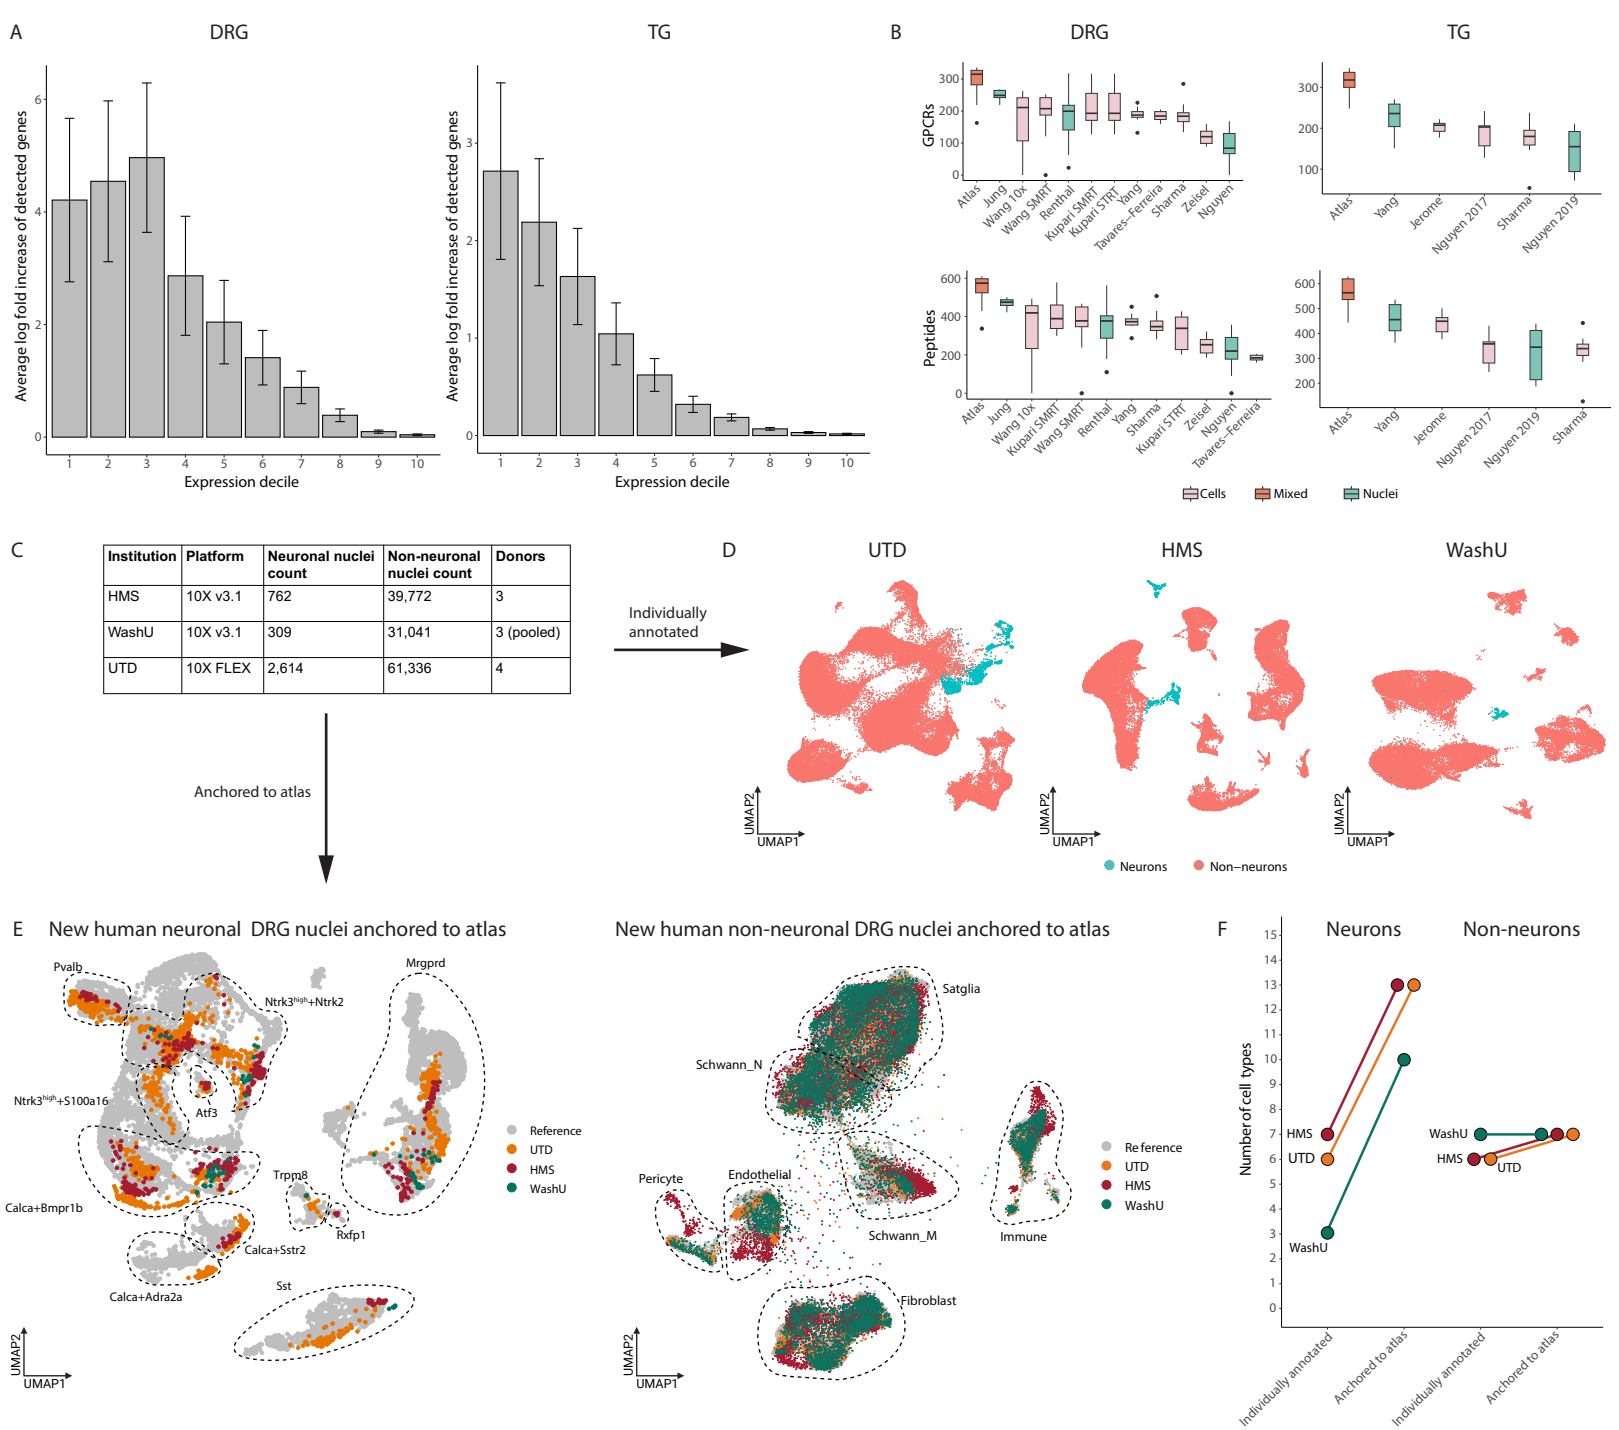 A
DRG
TG
Average log fold increase of detected genes
6
4
2
0
1 2 3 4 5 6 7 8 9 10
Expression decile
Average log fold increase of detected genes
3
2
1
0
1 2 3 4 5 6 7 8 9 10
Expression decile
B
DRG
TG
GPCRs
300
200
100
0
Atlas
Jung
Wang 10x
Wang SMRT
Renthal
Kupari SMRT
Kupari STRT
Yang
Tavares−Ferreira
Sharma
Zeisel
Nguyen
300
200
100
Atlas
Yang
Jerome
Nguyen 2017
Sharma
Nguyen 2019
Peptides
600
400
200
0
Atlas
Jung
Wang 10x
Kupari SMRT
Wang SMRT
Renthal
Yang
Sharma
Kupari STRT
Zeisel
Nguyen
Tavares−Ferreira
600
500
400
300
200
Atlas
Yang
Jerome
Nguyen 2017
Nguyen 2019
Sharma
Cells
Mixed
Nuclei
C
Institution Platform Neuronal nuclei count Non-neuronal nuclei count Donors
HMS 10X v3.1 762 39,772 3
WashU 10X v3.1 309 31,041 3 (pooled)
UTD 10X FLEX 2,614 61,336 4
Individually
annotated
Anchored to atlas
D
UTD
HMS
WashU
UMAP2
UMAP1
UMAP2
UMAP1
UMAP2
UMAP1
Neurons
Non−neurons
E
New human neuronal DRG nuclei anchored to atlas
Pvalb
Ntrk3high+Ntrk2
Mrgprd
Ntrk3high+S100a16
Atf3
Calca+Bmpr1b
Trpm8
Rxfp1
Calca+Sstr2
Calca+Adra2a
Sst
Reference
UTD
HMS
WashU
UMAP2
UMAP1
New human non-neuronal DRG nuclei anchored to atlas
Satglia
Schwann_N
Pericyte
Endothelial
Schwann_M
Immune
Fibroblast
Reference
UTD
HMS
WashU
UMAP2
UMAP1
F
Neurons
Non-neurons
Number of cell types
15
14
13
12
11
10
9
8
7
6
5
4
3
2
1
0
HMS
UTD
WashU
WashU
HMS
UTD
Individually annotated
Anchored to atlas
Individually annotated
Anchored to atlas